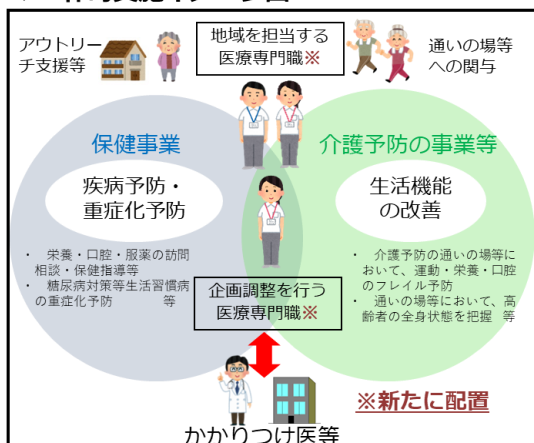 アウトリー
チ支援等
地域を担当する
医療専門職※
通いの場等
への関与
保健事業
疾病予防・
重症化予防
・ 栄養・口腔・服薬の訪問
相談・保健指導等
・ 糖尿病対策等生活習慣病
の重症化予防 等
介護予防の事業等
生活機能
の改善
・ 介護予防の通いの場等に
おいて、運動・栄養・口腔
のフレイル予防
・ 通いの場等において、高
齢者の全身状態を把握 等
企画調整を行う
医療専門職※
※新たに配置
かかりつけ医等